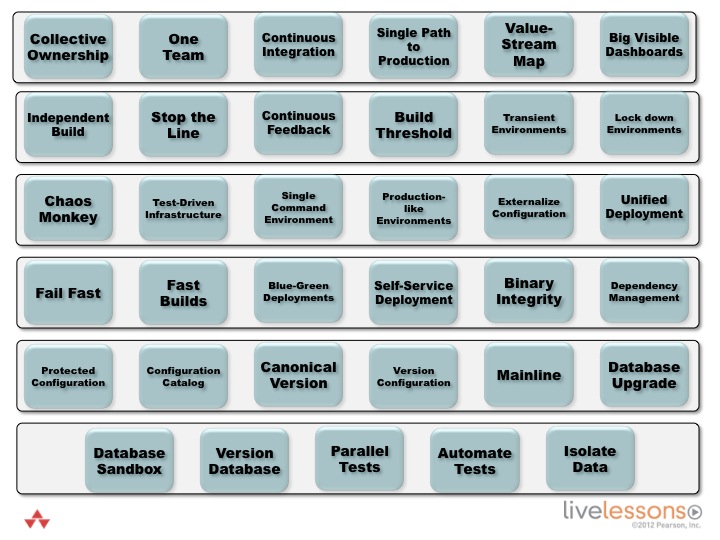 Collective
Ownership
One
Team
Continuous
Integration
Single Path
to
Production
Value-
Stream
Map
Big Visible
Dashboards
Independent
Build
Stop the
Line
Continuous
Feedback
Build
Threshold
Transient
Environments
Lock down
Environments
Chaos
Monkey
Test-Driven
Infrastructure
Single
Command
Environment
Production-
like
Environments
Externalize
Configuration
Unified
Deployment
Fail Fast
Fast
Builds
Blue-Green
Deployments
Self-Service
Deployment
Binary
Integrity
Dependency
Management
Protected
Configuration
Configuration
Catalog
Canonical
Version
Version
Configuration
Mainline
Database
Upgrade
Database
Sandbox
Version
Database
Parallel
Tests
Automate
Tests
Isolate
Data
livelessons
©2012 Pearson, Inc.